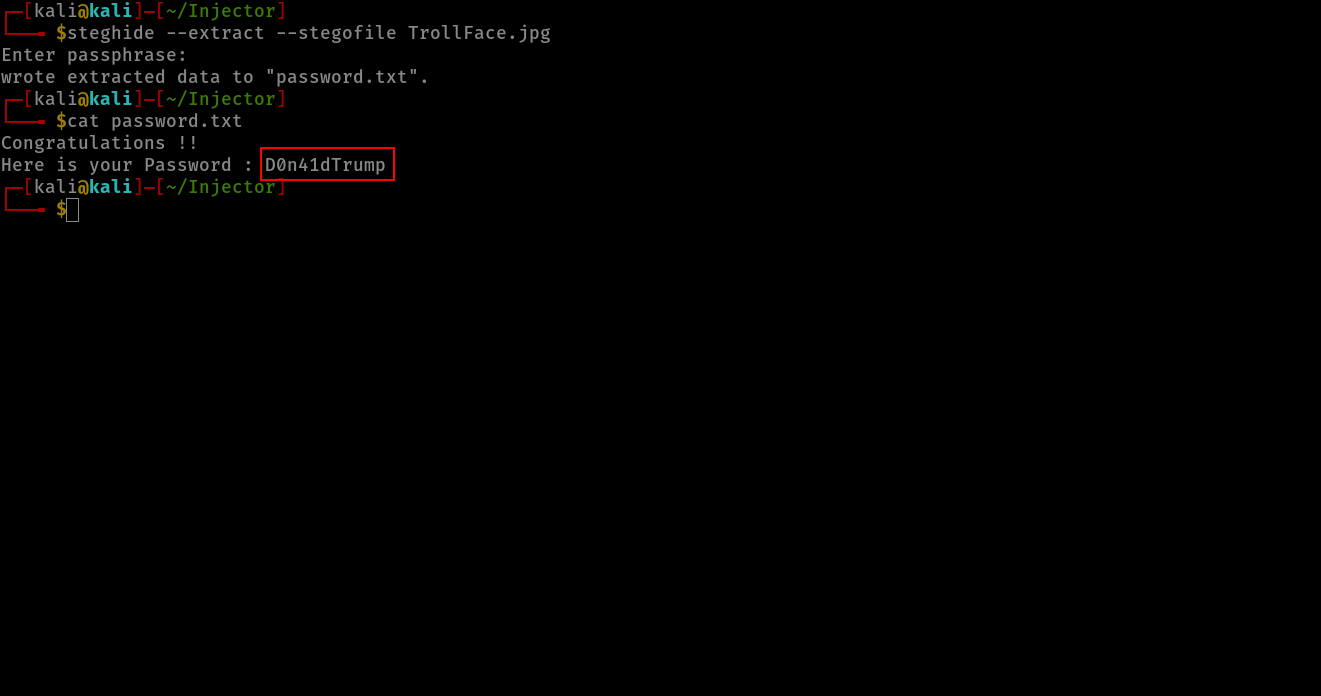 ┌─[kali@kali]─[~/Injector]
└──╼ $steghide --extract --stegofile TrollFace.jpg
Enter passphrase:
wrote extracted data to "password.txt".
┌─[kali@kali]─[~/Injector]
└──╼ $cat password.txt
Congratulations !!
Here is your Password : D0n41dTrump
┌─[kali@kali]─[~/Injector]
└──╼ $